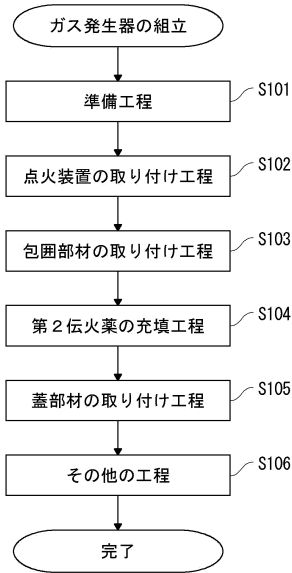 ガス発生器の組立
準備工程
S101
点火装置の取り付け工程
S102
包囲部材の取り付け工程
S103
第2伝火薬の充填工程
S104
蓋部材の取り付け工程
S105
その他の工程
S106
完了